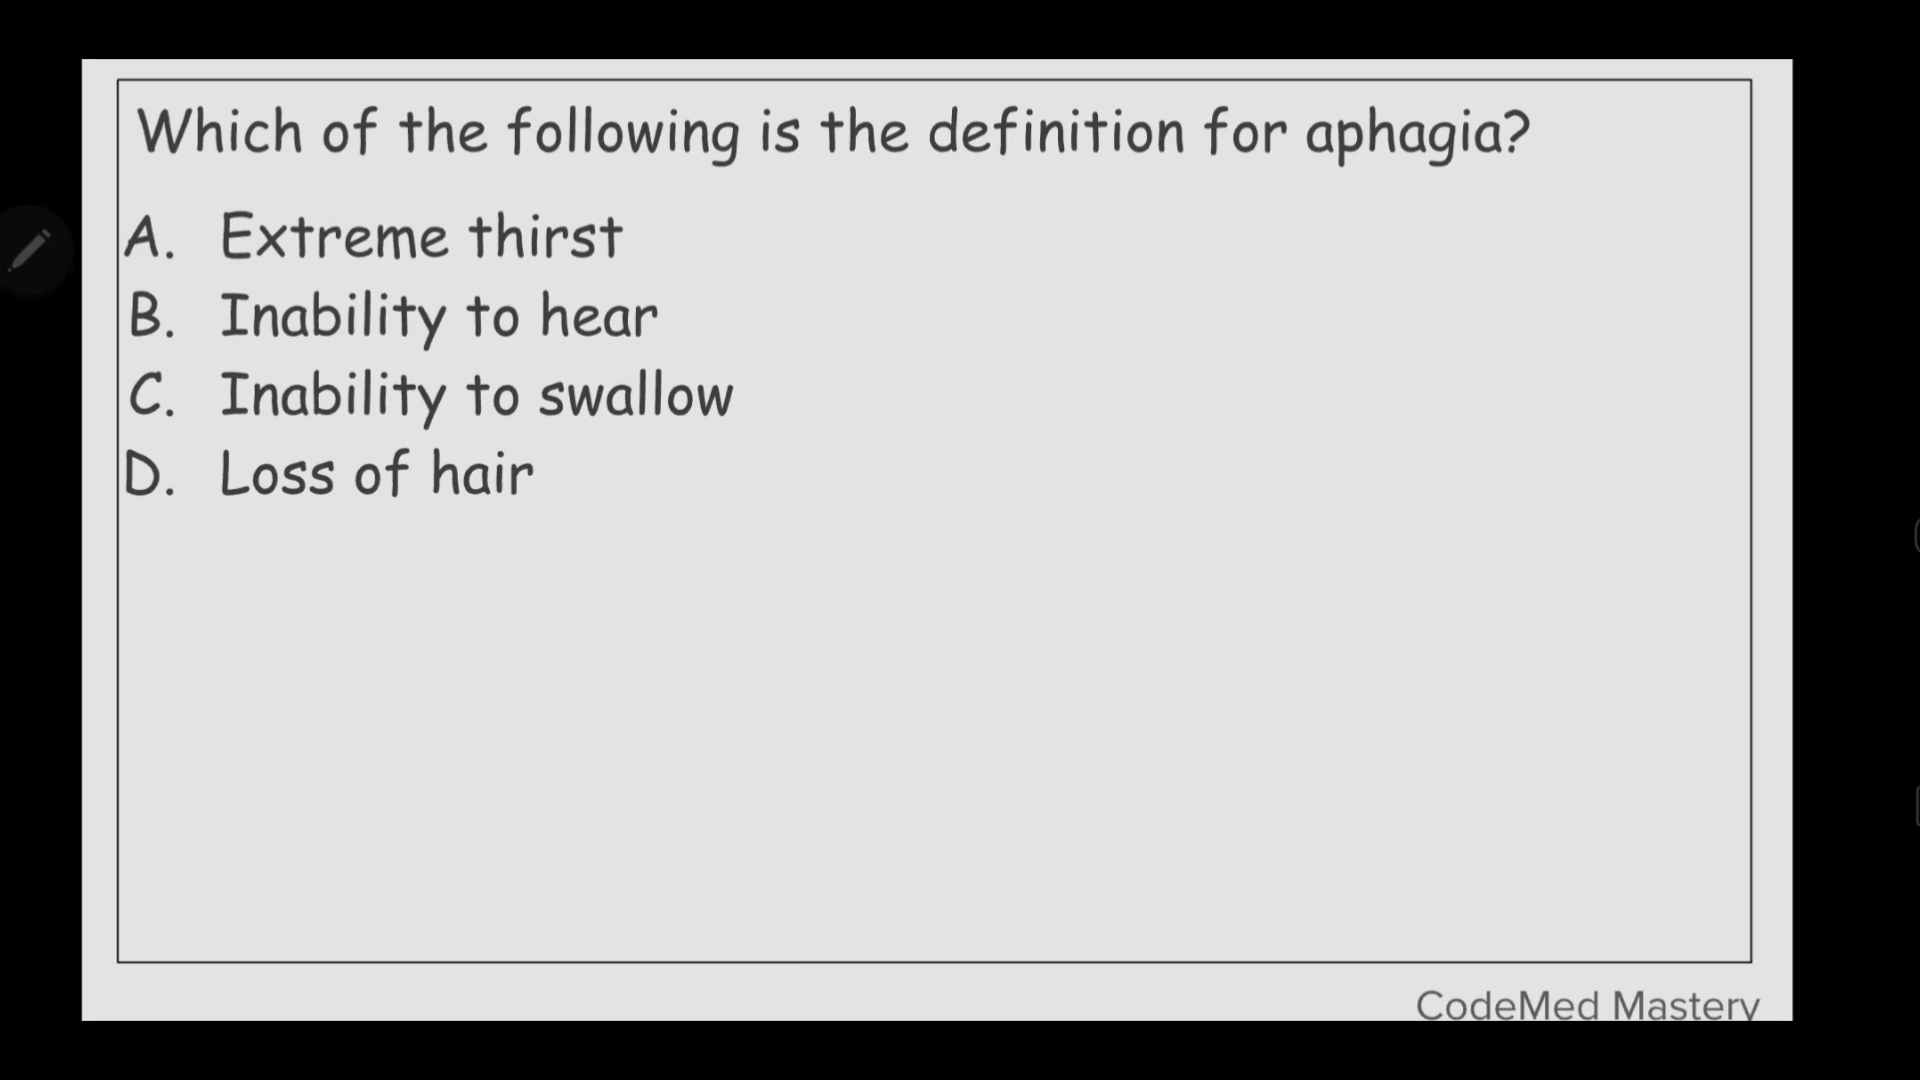 Which of the following is the definition for aphagia?
A. Extreme thirst
B. Inability to hear
C. Inability to swallow
D. Loss of hair
CodeMed Mastery